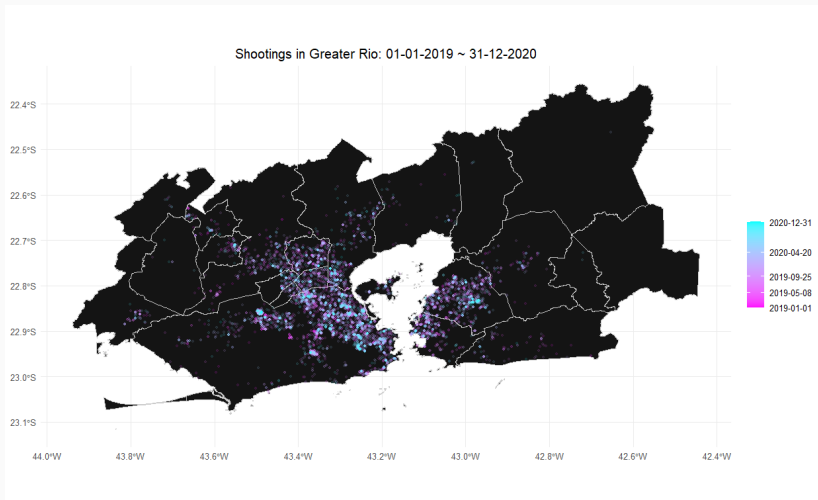 Shootings in Greater Rio: 01-01-2019 ~ 31-12-2020
22.4°S
22.5°S
22.6°S
22.7°S
22.8°S
22.9°S
23.0°S
23.1°S
2020-12-31
2020-04-20
2019-09-25
2019-05-08
2019-01-01
44.0°W 43.8°W 43.6°W 43.4°W 43.2°W 43.0°W 42.8°W 42.6°W 42.4°W